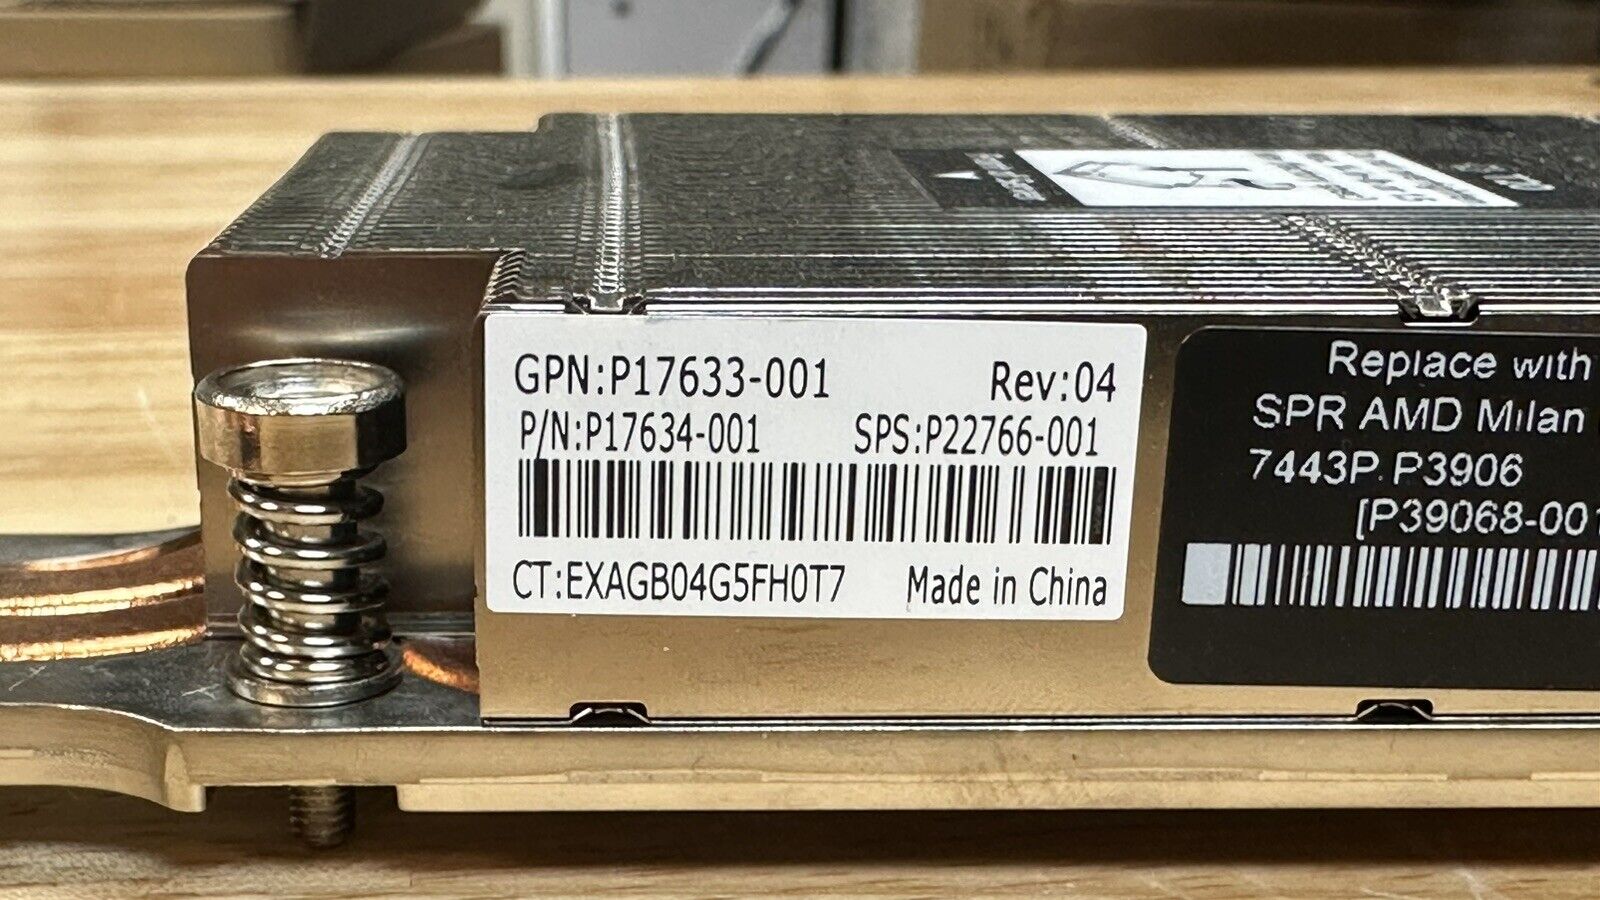 GPN:P17633-001 Rev:04
P/N:P17634-001 SPS:P22766-001
CT:EXAGB04G5FH0T7 Made in China
Replace with
SPR AMD Milan
7443P P3906
[P39068-001